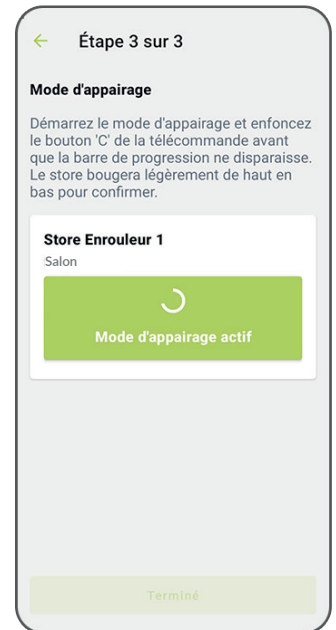 Étape 3 sur 3
Mode d'appairage
Démarrez le mode d'appairage et enfoncez
le bouton 'C' de la télécommande avant
que la barre de progression ne disparaisse.
Le store bougera légèrement de haut en
bas pour confirmer.
Store Enrouleur 1
Salon
Mode d'appairage actif
Terminé